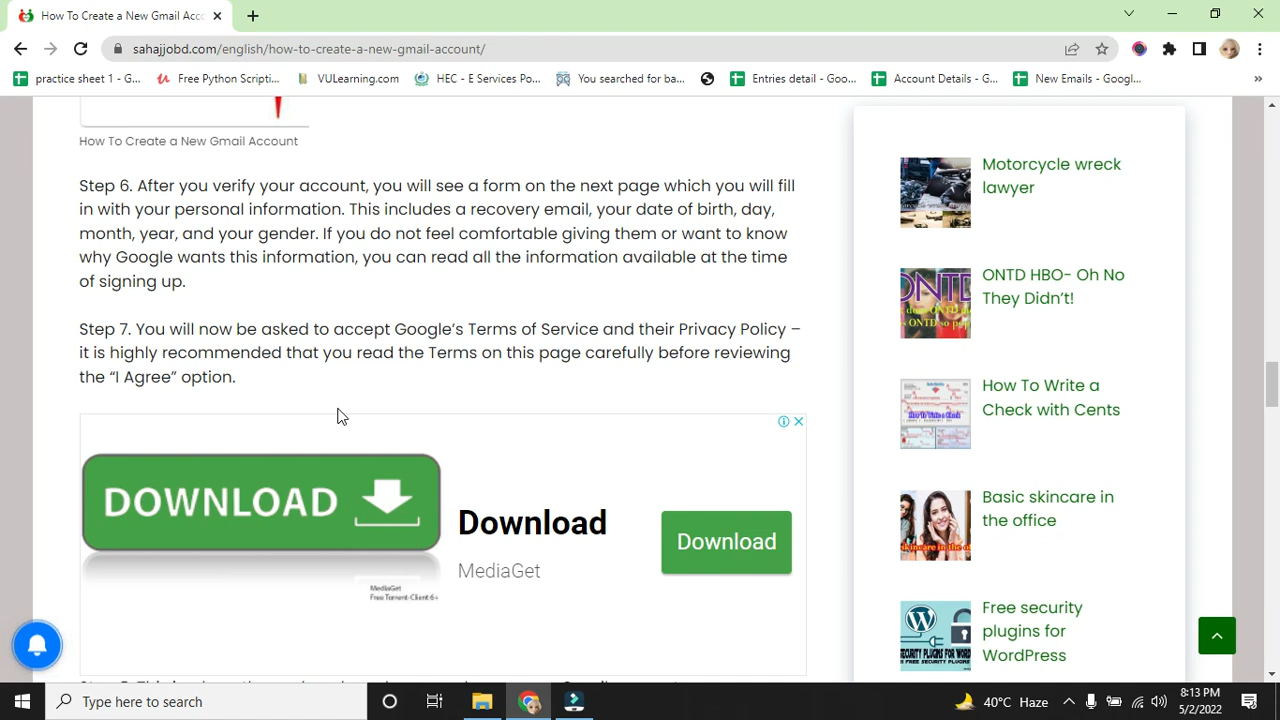 How To Create a New Gmail Acc
sahajjobd.com/english/how-to-create-a-new-gmail-account/
practice sheet 1 - G...
Free Python Scripti...
VULearning.com
HEC - E Services Po...
You searched for ba...
Entries detail - Goo...
Account Details - G...
New Emails - Googl...
How To Create a New Gmail Account
Step 6. After you verify your account, you will see a form on the next page which you will fill
in with your personal information. This includes a recovery email, your date of birth, day,
month, year, and your gender. If you do not feel comfortable giving them or want to know
why Google wants this information, you can read all the information available at the time
of signing up.
Step 7. You will now be asked to accept Google's Terms of Service and their Privacy Policy –
it is highly recommended that you read the Terms on this page carefully before reviewing
the “I Agree” option.
DOWNLOAD
MediaGet
Free Torrent-Client 6+
Download
MediaGet
Download
Motorcycle wreck
lawyer
ONTD HBO- Oh No
They Didn't!
How To Write a
Check with Cents
Basic skincare in
the office
Free security
plugins for
WordPress
Type here to search
40°C Haze
8:13 PM
5/2/2022